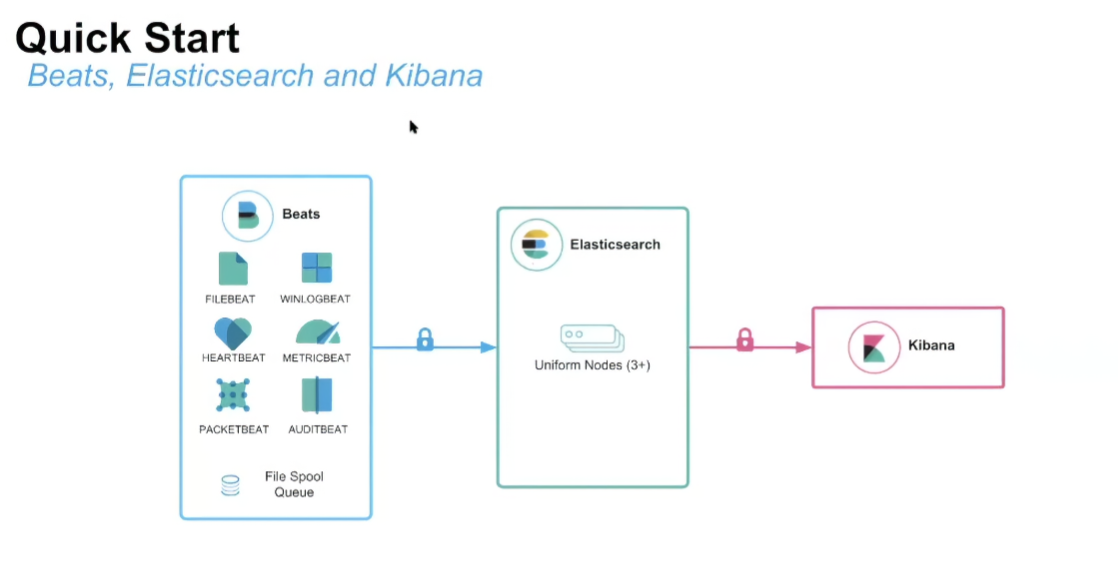 Quick Start
Beats, Elasticsearch and Kibana
Beats
FILEBEAT
WINLOGBEAT
HEARTBEAT
METRICBEAT
PACKETBEAT
AUDITBEAT
File Spool
Queue
Elasticsearch
Uniform Nodes (3+)
Kibana